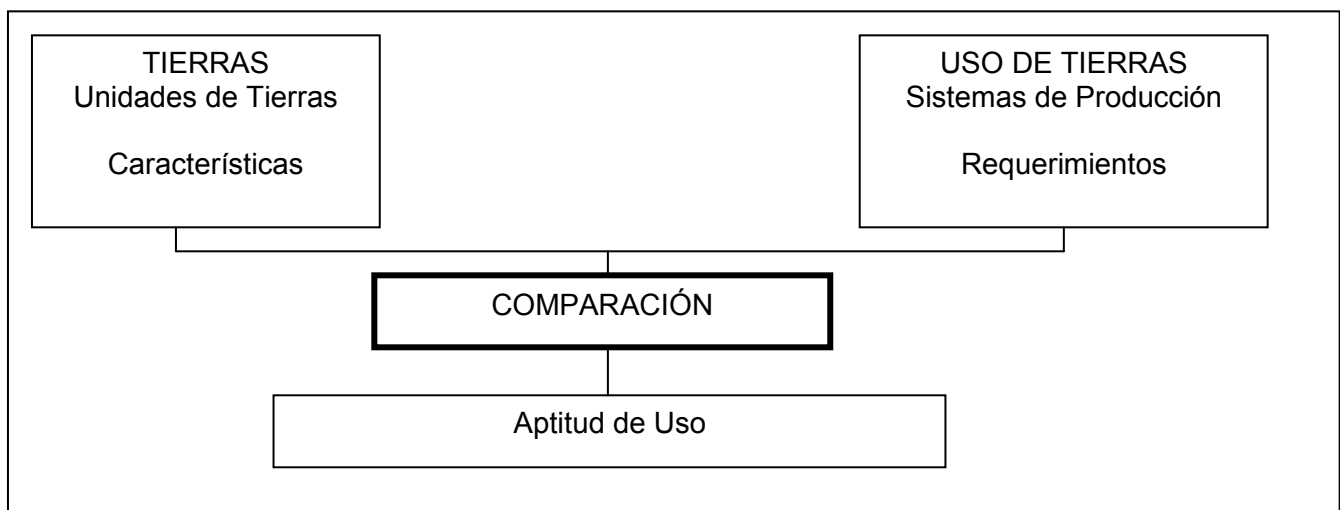 TIERRAS
Unidades de Tierras
Características
USO DE TIERRAS
Sistemas de Producción
Requerimientos
COMPARACIÓN
Aptitud de Uso